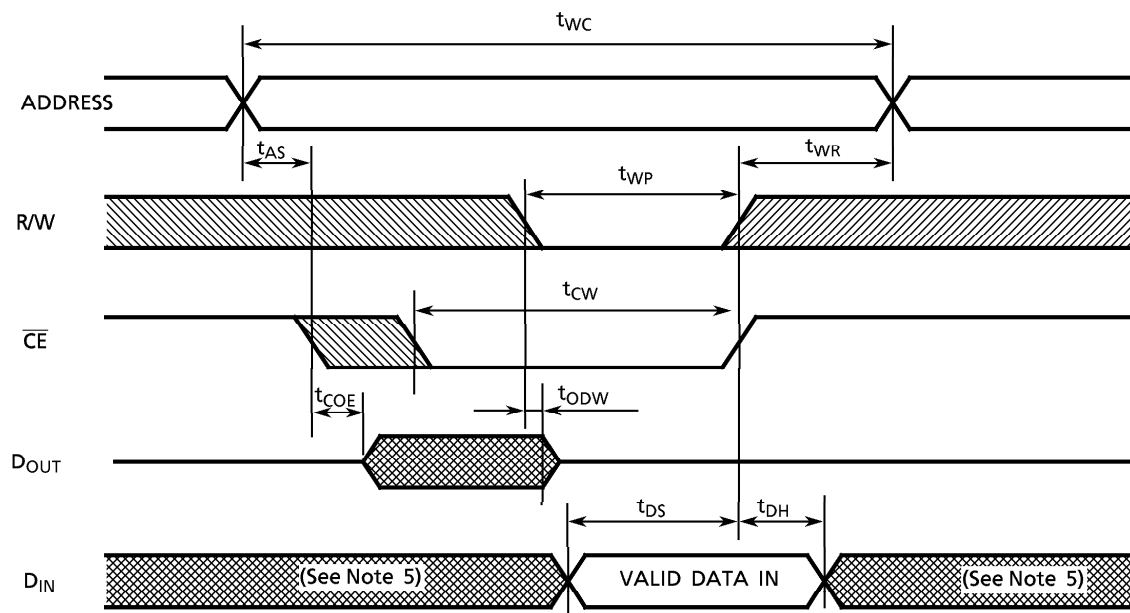 tWC
ADDRESS
tAS
tWR
tWP
R/W
tCW
CE
tCOE
tODW
DOUT
tDS
tDH
DIN
(See Note 5)
VALID DATA IN
(See Note 5)